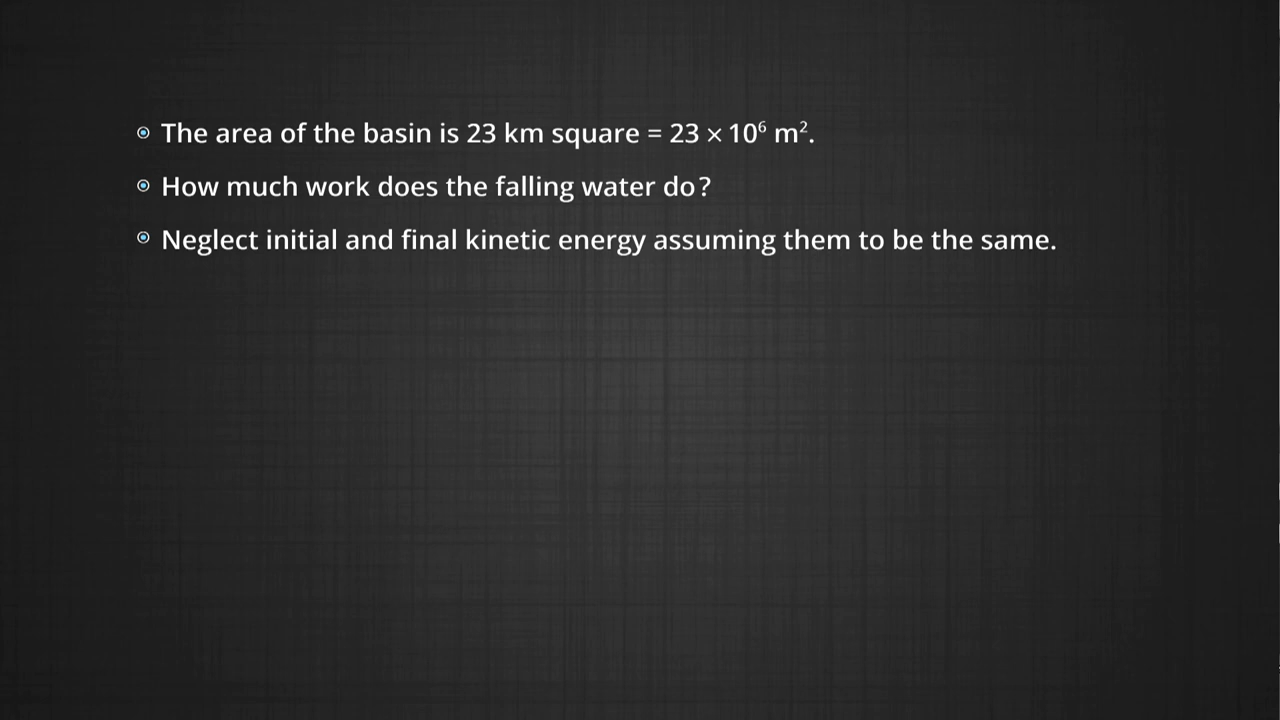 The area of the basin is 23 km square = 23 × 10⁶ m².
How much work does the falling water do?
Neglect initial and final kinetic energy assuming them to be the same.